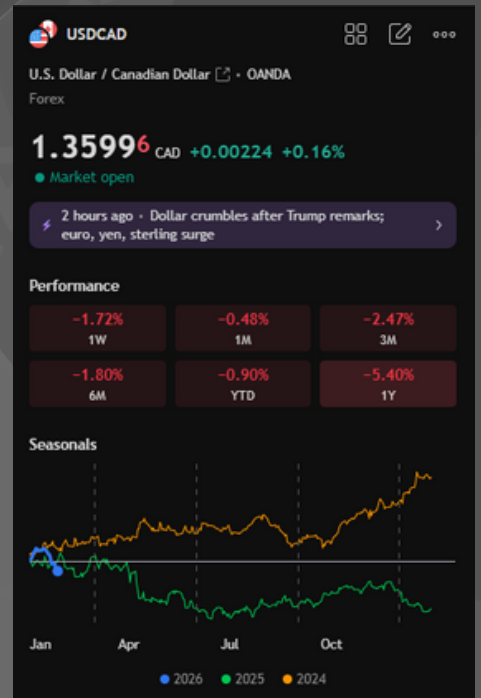 USDCAD
U.S. Dollar / Canadian Dollar • OANDA
Forex
1.35996 CAD +0.00224 +0.16%
Market open
2 hours ago • Dollar crumbles after Trump remarks;
euro, yen, sterling surge
Performance
−1.72% −0.48% −2.47%
1W 1M 3M
−1.80% −0.90% −5.40%
6M YTD 1Y
Seasonals
Jan Apr Jul Oct
2026 2025 2024